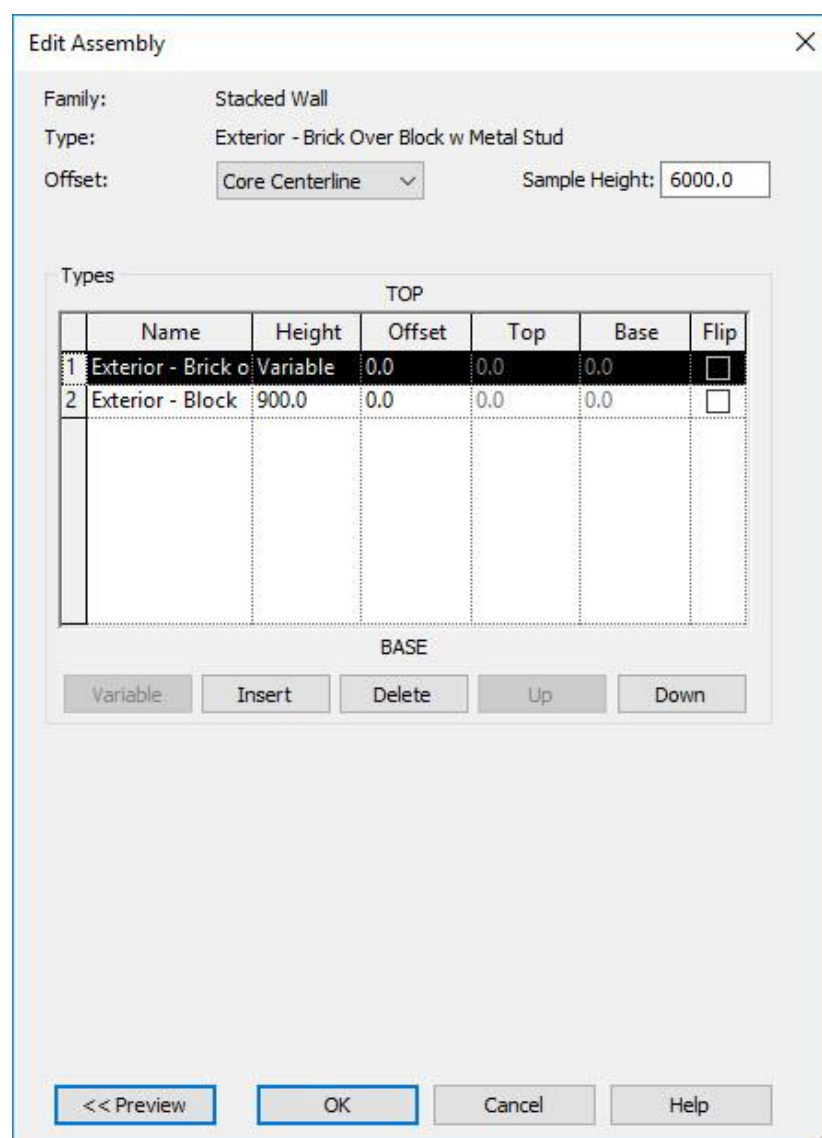 Edit Assembly
Family: Stacked Wall
Type: Exterior - Brick Over Block w Metal Stud
Offset: Core Centerline Sample Height: 6000.0
Types
TOP
Name Height Offset Top Base Flip
1 Exterior - Brick o Variable 0.0 0.0 0.0
2 Exterior - Block 900.0 0.0 0.0 0.0
BASE
Variable Insert Delete Up Down
<< Preview OK Cancel Help